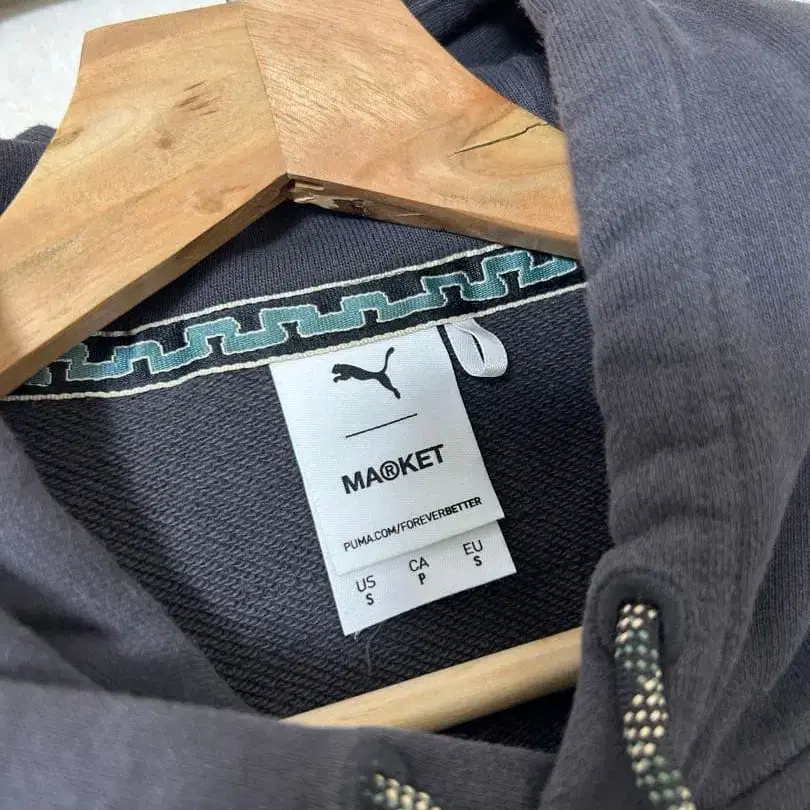 MA®KET
PUMA.COM/FOREVERBETTER
US CA EU
S P S